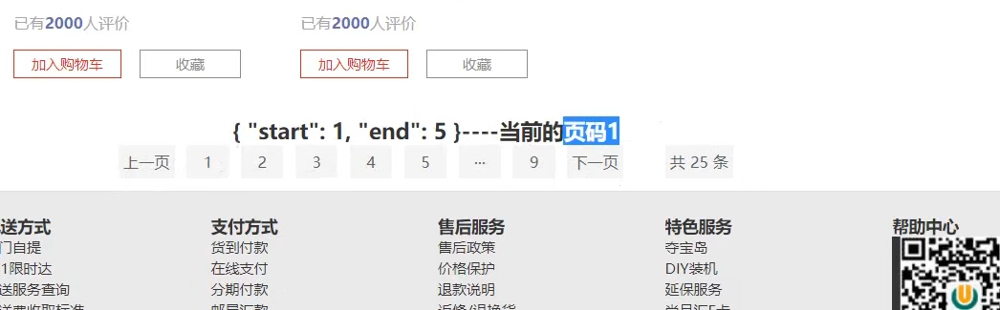 已有2000人评价 已有2000人评价
加入购物车 收藏 加入购物车 收藏
{ "start": 1, "end": 5 }----当前的页码1
上一页 1 2 3 4 5 ··· 9 下一页 共 25 条
送方式 支付方式 售后服务 特色服务 帮助中心
门自提 货到付款 售后政策 夺宝岛
1限时达 在线支付 价格保护 DIY装机
送服务查询 分期付款 退款说明 延保服务